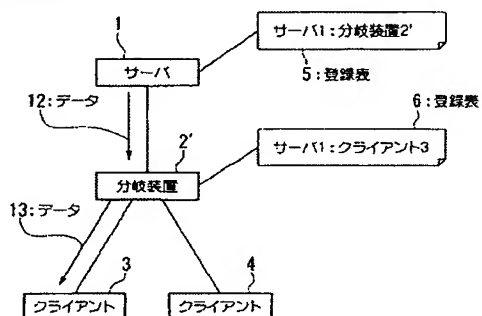 1
サーバ
サーバ1:分岐装置2'
5:登録表
12:データ
6:登録表
2'
サーバ1:クライアント3
分岐装置
13:データ
3
4
クライアント
クライアント